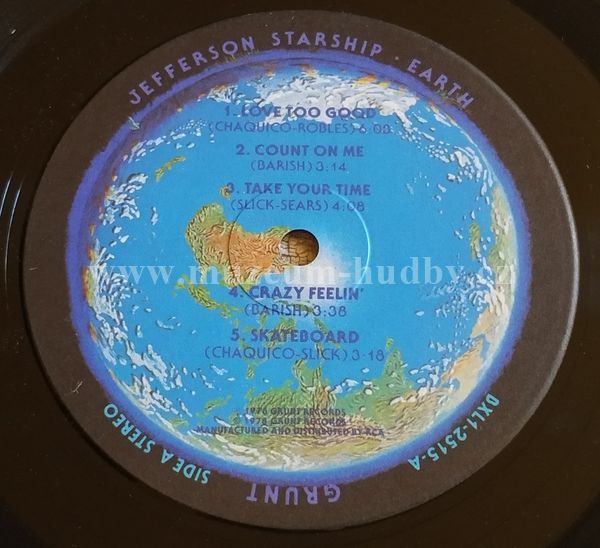 JEFFERSON STARSHIP · EARTH
1. LOVE TOO GOOD
(CHAQUICO-ROBLES) 6:08
2. COUNT ON ME
(BARISH) 3:14
3. TAKE YOUR TIME
(SLICK-SEARS) 4:08
www.muzeum-hudby.cz
4. CRAZY FEELIN'
(BARISH) 3:38
5. SKATEBOARD
(CHAQUICO-SLICK) 3:18
1978 GRUNT RECORDS
1978 GRUNT RECORDS
MANUFACTURED AND DISTRIBUTED BY RCA
SIDE A STEREO
DXL1-2515-A
GRUNT